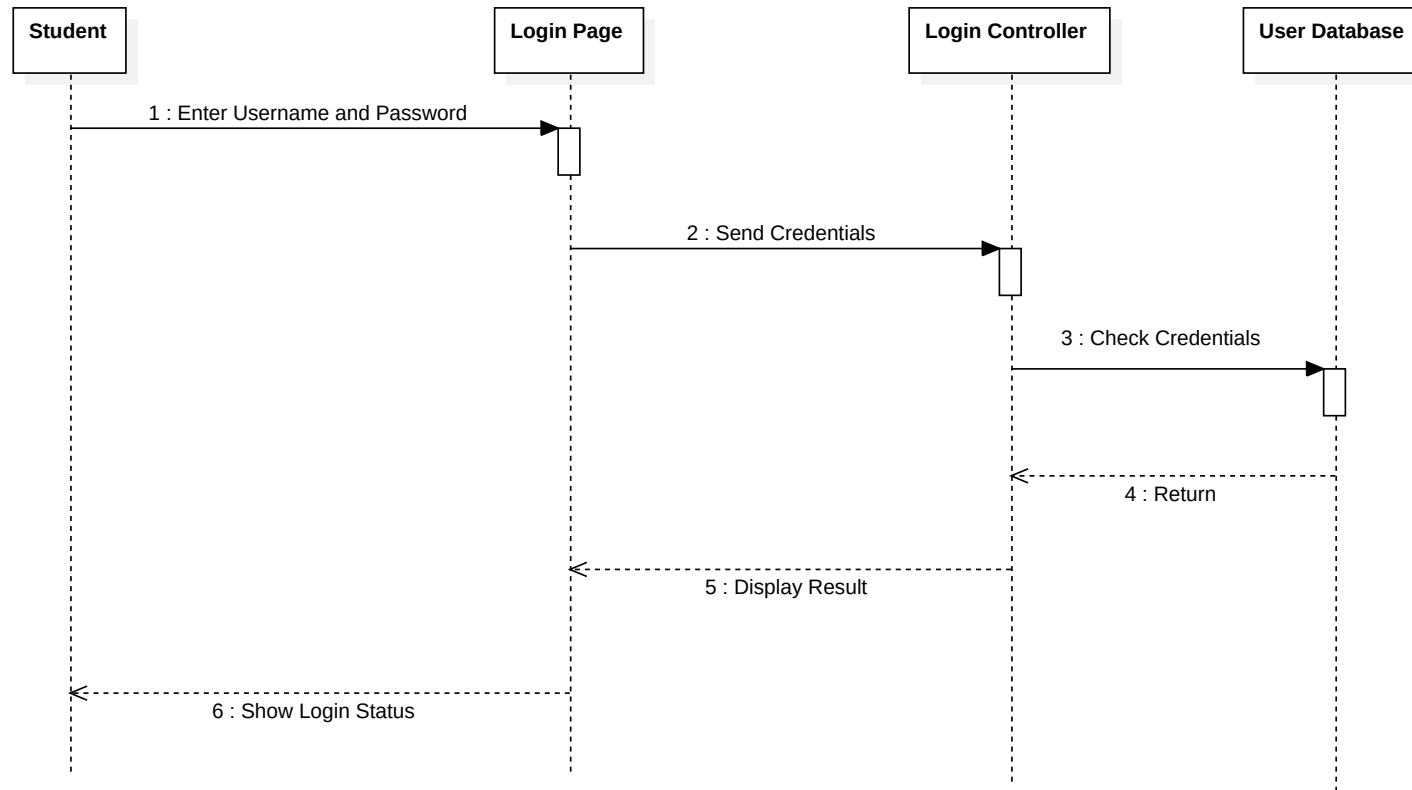 Student
Login Page
Login Controller
User Database
1 : Enter Username and Password
2 : Send Credentials
3 : Check Credentials
4 : Return
5 : Display Result
6 : Show Login Status